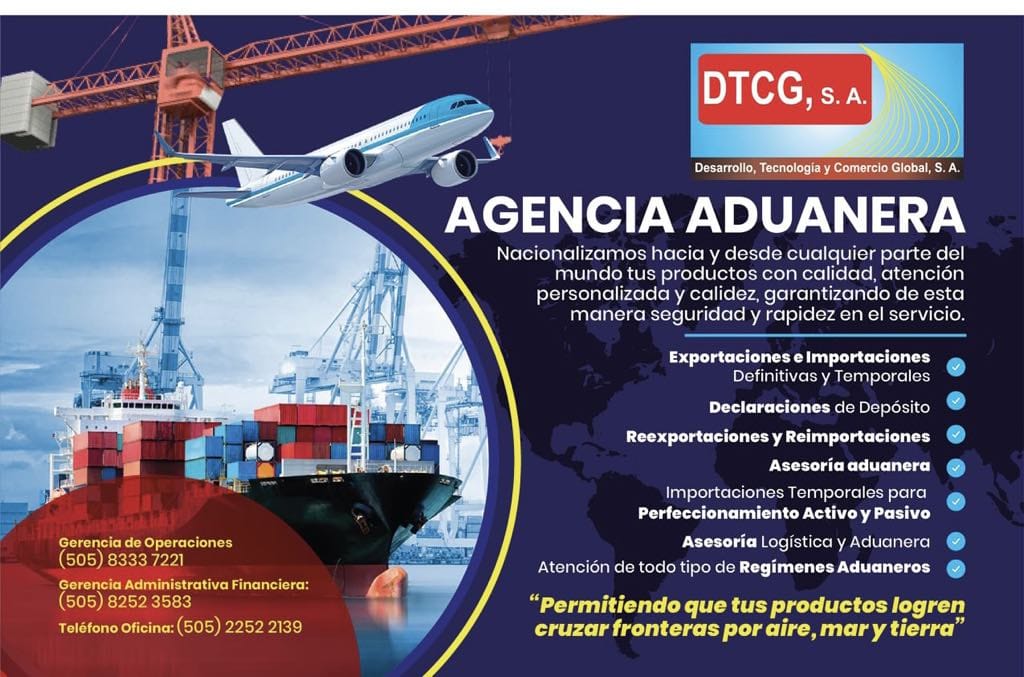 DTCG, S. A.
Desarrollo, Tecnología y Comercio Global, S. A.
AGENCIA ADUANERA
Nacionalizamos hacia y desde cualquier parte del
mundo tus productos con calidad, atención
personalizada y calidez, garantizando de esta
manera seguridad y rapidez en el servicio.
Exportaciones e Importaciones
Definitivas y Temporales
Declaraciones de Depósito
Reexportaciones y Reimportaciones
Asesoría aduanera
Importaciones Temporales para
Perfeccionamiento Activo y Pasivo
Asesoría Logística y Aduanera
Atención de todo tipo de Regímenes Aduaneros
“Permitiendo que tus productos logren
cruzar fronteras por aire, mar y tierra”
Gerencia de Operaciones
(505) 8333 7221
Gerencia Administrativa Financiera:
(505) 8252 3583
Teléfono Oficina: (505) 2252 2139